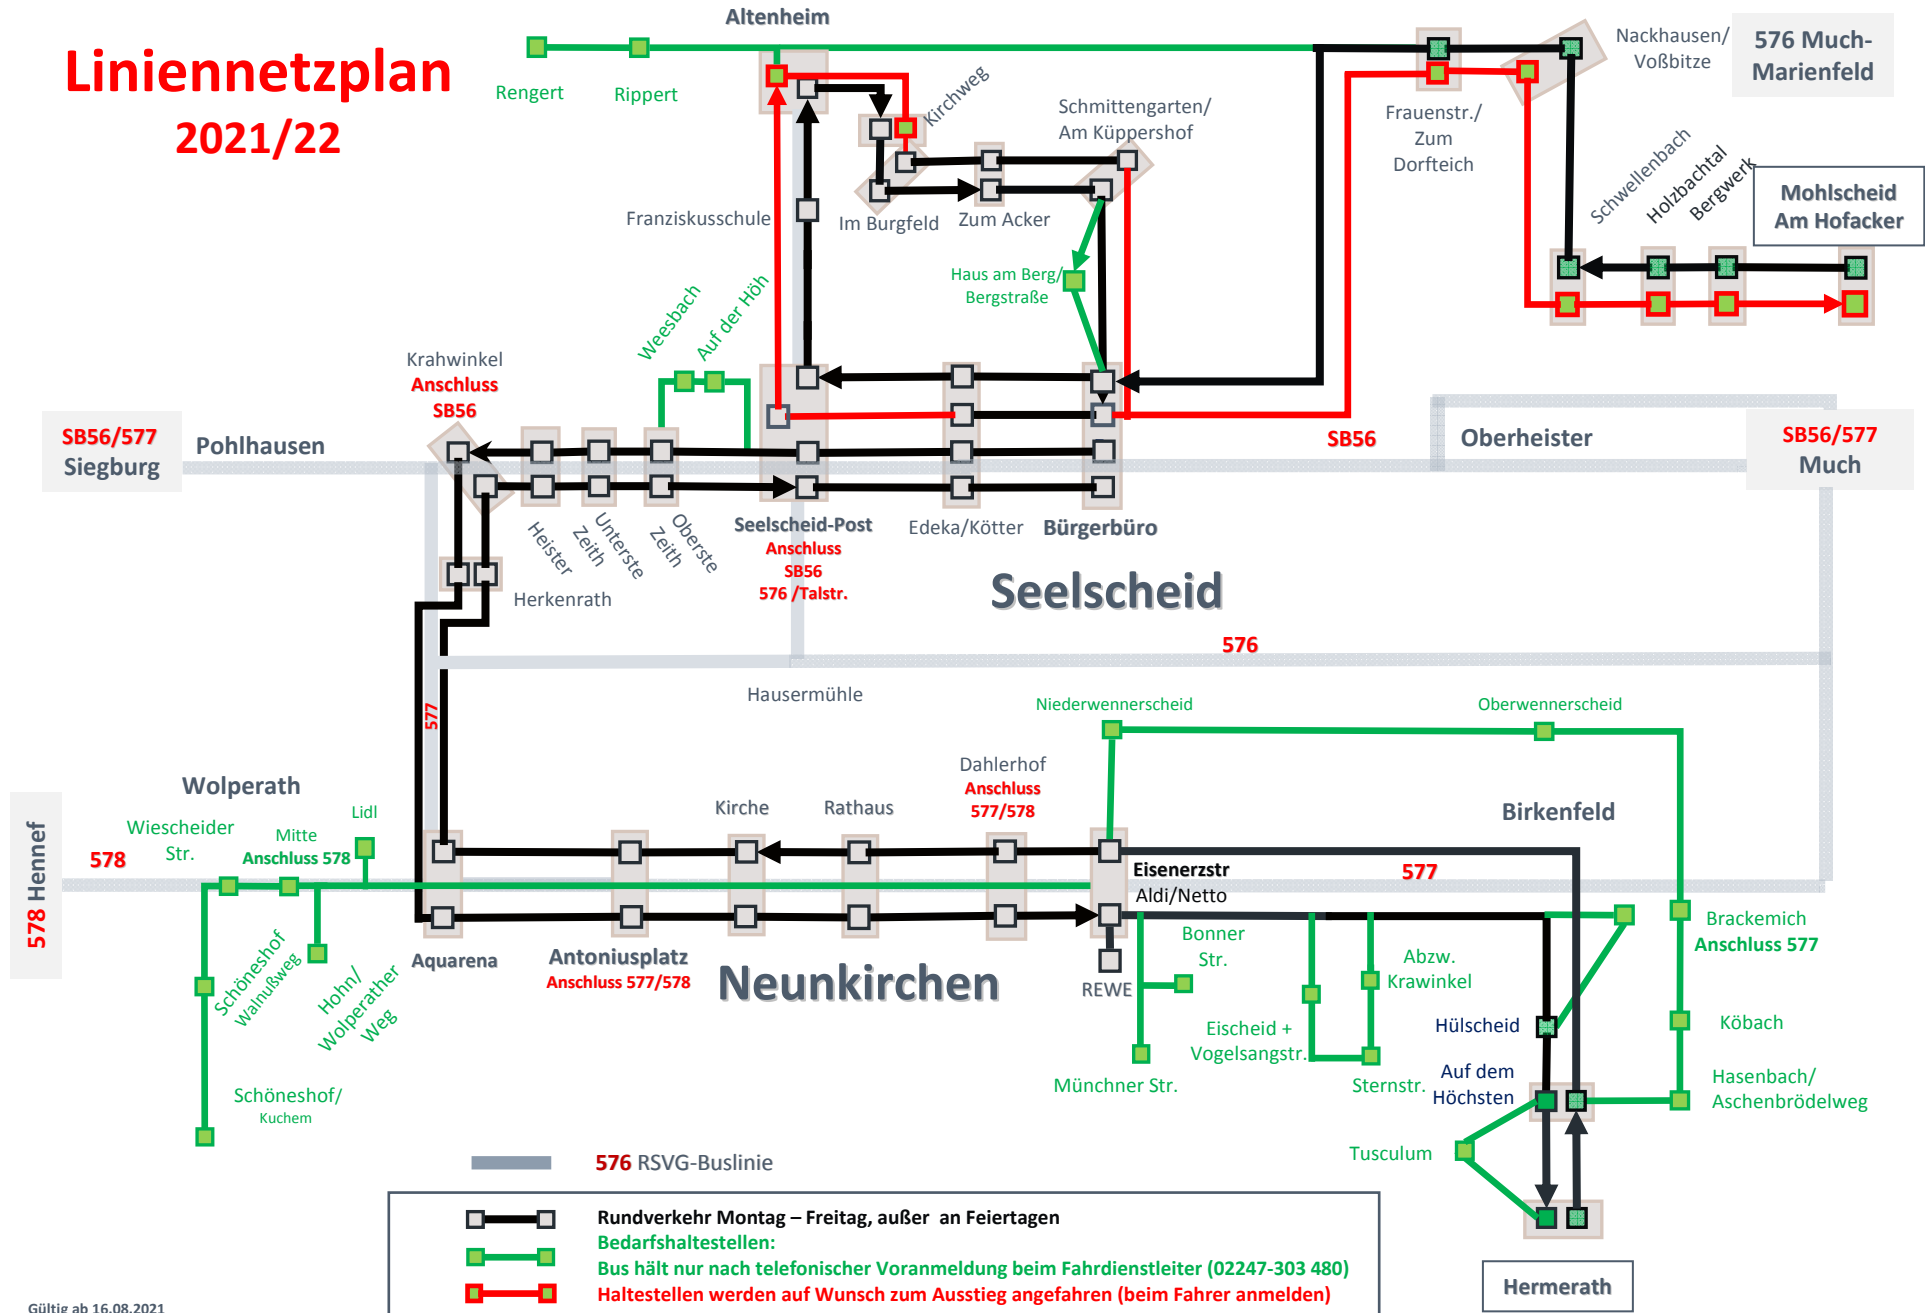 Liniennetzplan
2021/22
Altenheim
Rengert
Rippert
Kirchweg
Schmittengarten/
Am Küppershof
Nackhausen/
Voßbitze
576 Much-
Marienfeld
Frauenstr./
Zum
Dorfteich
Schwellenbach
Holzbachtal
Bergwerk
Mohlscheid
Am Hofacker
Franziskusschule
Im Burgfeld
Zum Acker
Haus am Berg/
Bergstraße
Weesbach
Auf der Höh
Krahwinkel
Anschluss
SB56
SB56/577
Siegburg
Pohlhausen
SB56
Oberheister
SB56/577
Much
Heister
Unterste
Zeith
Oberste
Zeith
Seelscheid-Post
Anschluss
SB56
576 /Talstr.
Edeka/Kötter
Bürgerbüro
Herkenrath
Seelscheid
576
Hausermühle
577
Niederwennerscheid
Oberwennerscheid
Wolperath
Dahlerhof
Anschluss
577/578
Kirche
Rathaus
Birkenfeld
578 Hennef
578
Wiescheider
Str.
Mitte
Anschluss 578
Lidl
Eisenerzstr
Aldi/Netto
577
Schöneshof
Walnußweg
Hohn/
Wolperather
Weg
Aquarena
Antoniusplatz
Anschluss 577/578
Neunkirchen
REWE
Bonner
Str.
Abzw.
Krawinkel
Brackemich
Anschluss 577
Eischeid +
Vogelsangstr.
Hülscheid
Köbach
Münchner Str.
Sternstr.
Auf dem
Höchsten
Hasenbach/
Aschenbrödelweg
Schöneshof/
Kuchem
Tusculum
576 RSVG-Buslinie
Rundverkehr Montag – Freitag, außer an Feiertagen
Bedarfshaltestellen:
Bus hält nur nach telefonischer Voranmeldung beim Fahrdienstleiter (02247-303 480)
Haltestellen werden auf Wunsch zum Ausstieg angefahren (beim Fahrer anmelden)
Hermerath
Gültig ab 16.08.2021